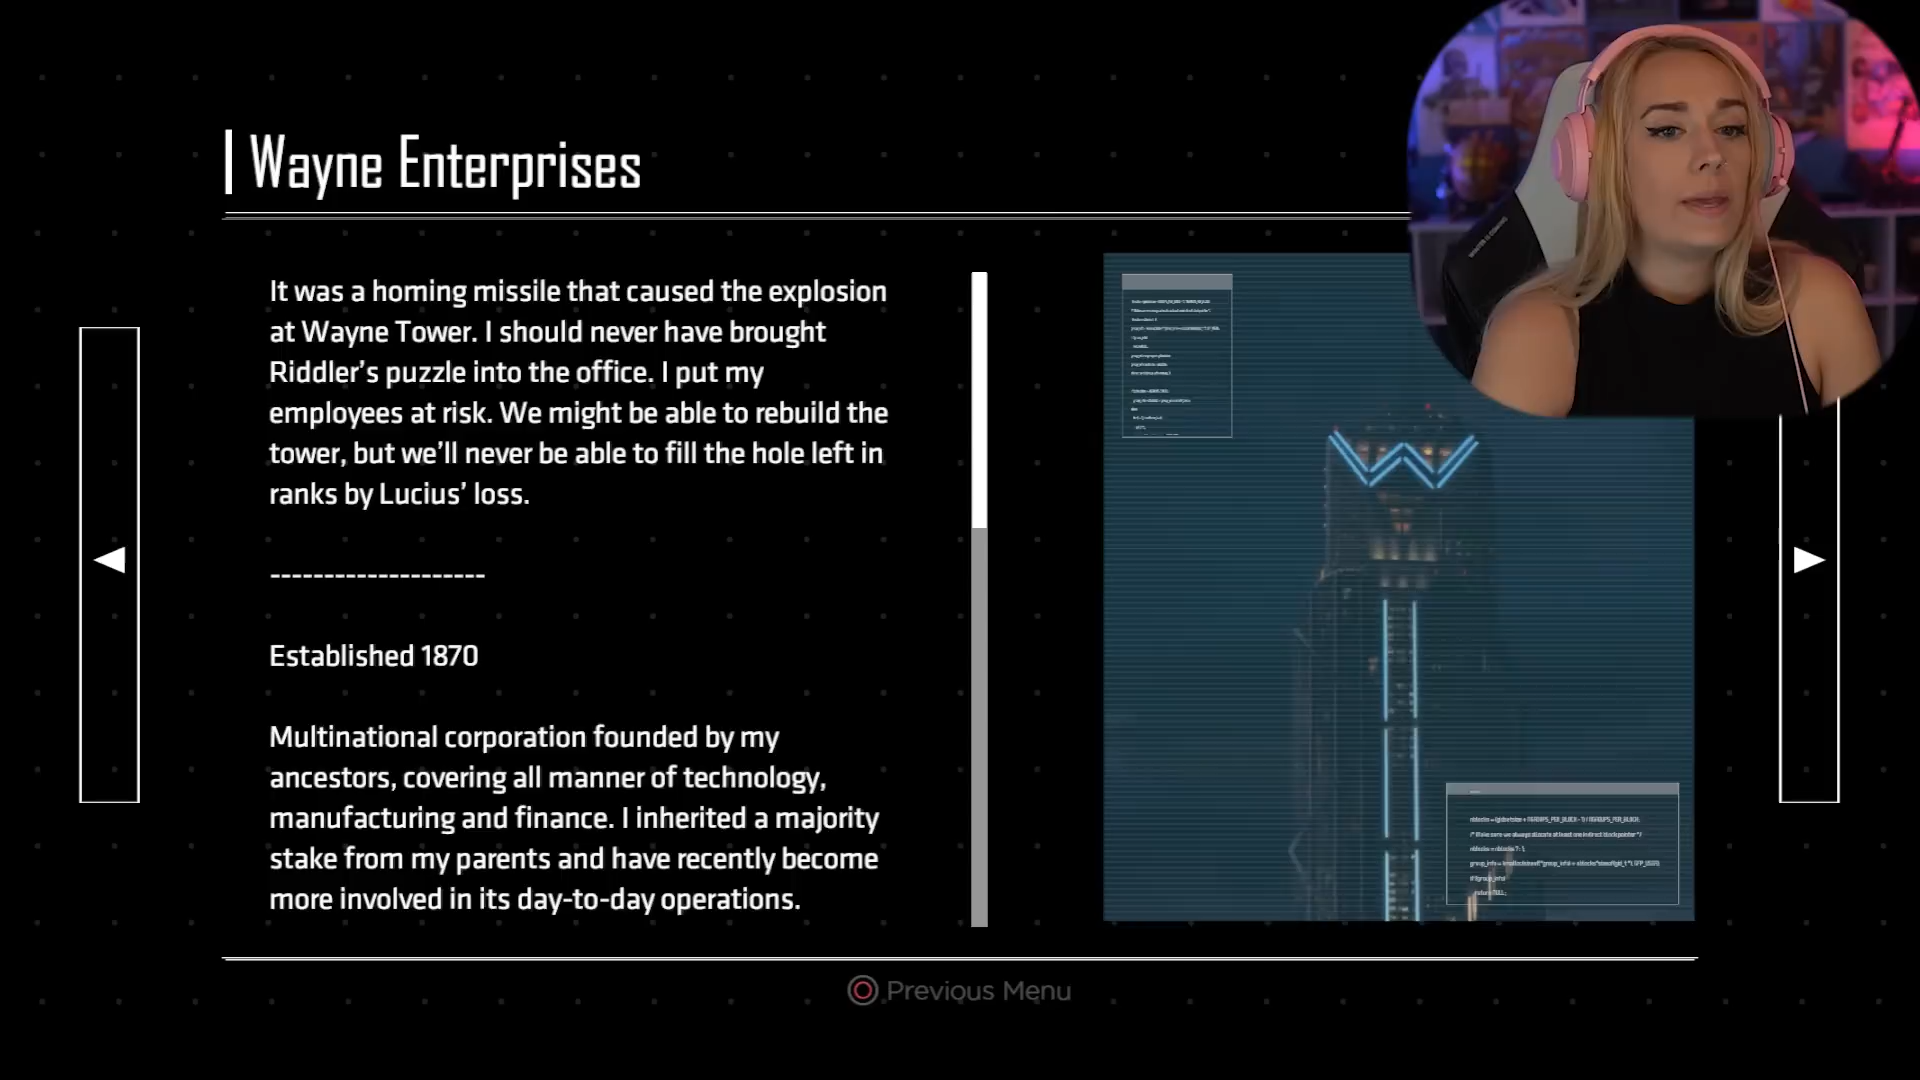 Wayne Enterprises
It was a homing missile that caused the explosion
at Wayne Tower. I should never have brought
Riddler's puzzle into the office. I put my
employees at risk. We might be able to rebuild the
tower, but we'll never be able to fill the hole left in
ranks by Lucius' loss.
--------------------
Established 1870
Multinational corporation founded by my
ancestors, covering all manner of technology,
manufacturing and finance. I inherited a majority
stake from my parents and have recently become
more involved in its day-to-day operations.
Previous Menu